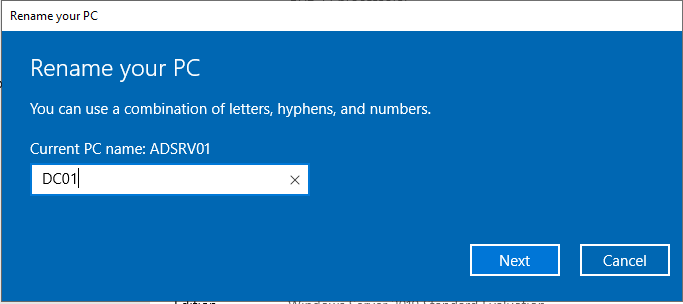 Rename your PC
Rename your PC
You can use a combination of letters, hyphens, and numbers.
Current PC name: ADSRV01
DC01
Next
Cancel